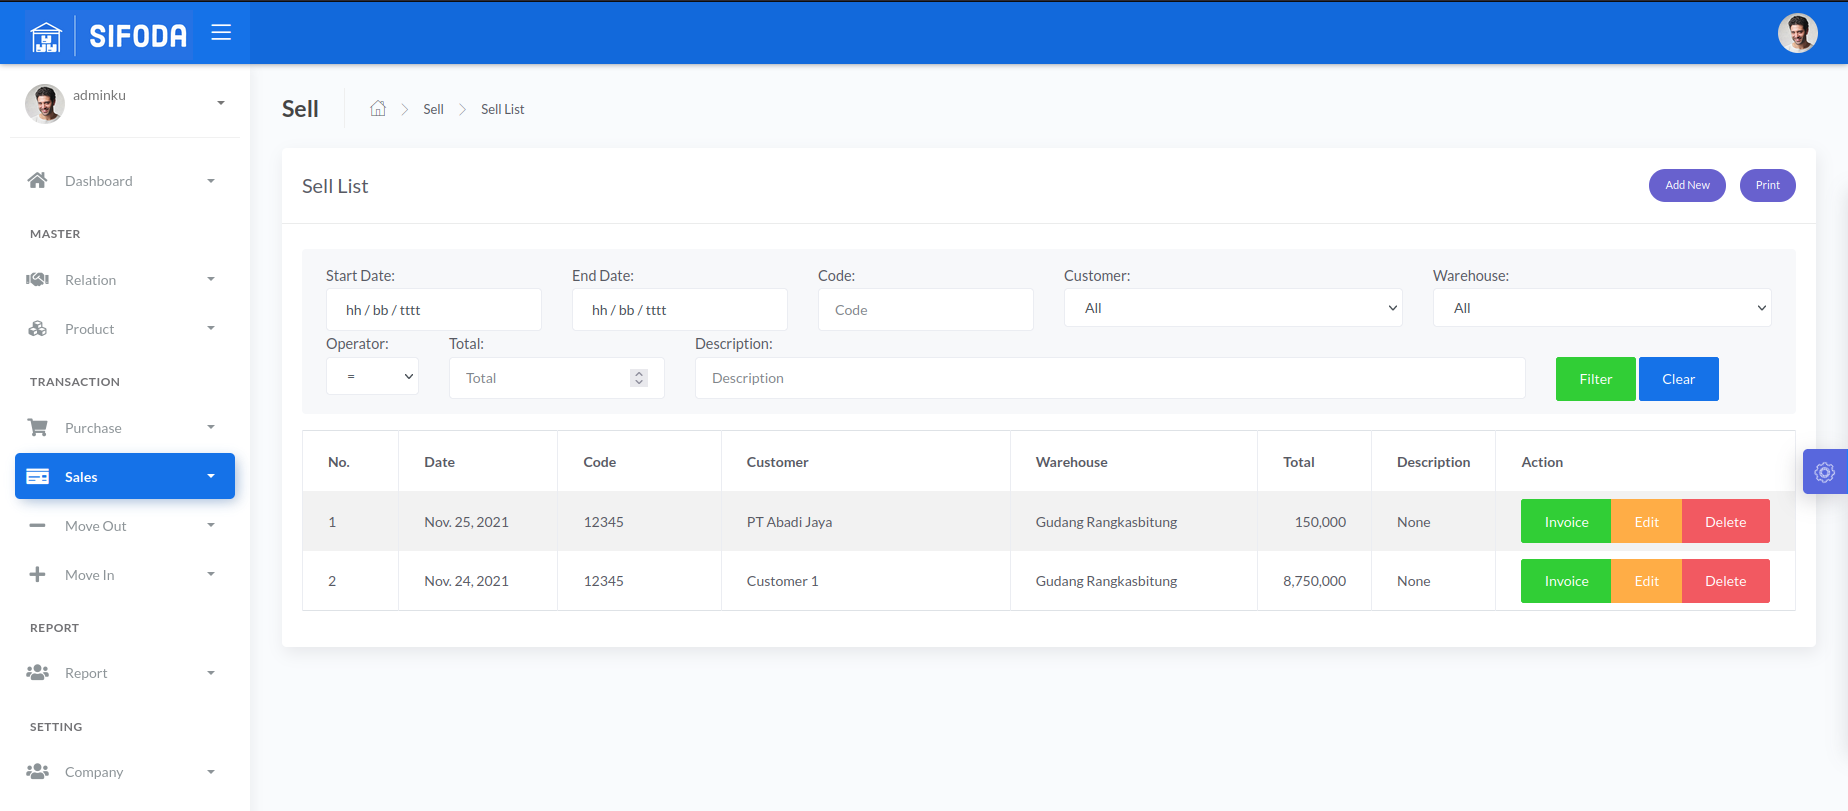 SIFODA
adminku
Dashboard
MASTER
Relation
Product
TRANSACTION
Purchase
Sales
Move Out
Move In
REPORT
Report
SETTING
Company
Sell
Sell
Sell List
Sell List
Add New
Print
Start Date:
End Date:
Code:
Customer:
Warehouse:
hh / bb / tttt
hh / bb / tttt
Code
All
All
Operator:
Total:
Description:
=
Total
Description
Filter
Clear
No. Date Code Customer Warehouse Total Description Action
1 Nov. 25, 2021 12345 PT Abadi Jaya Gudang Rangkasbitung 150,000 None Invoice Edit Delete
2 Nov. 24, 2021 12345 Customer 1 Gudang Rangkasbitung 8,750,000 None Invoice Edit Delete